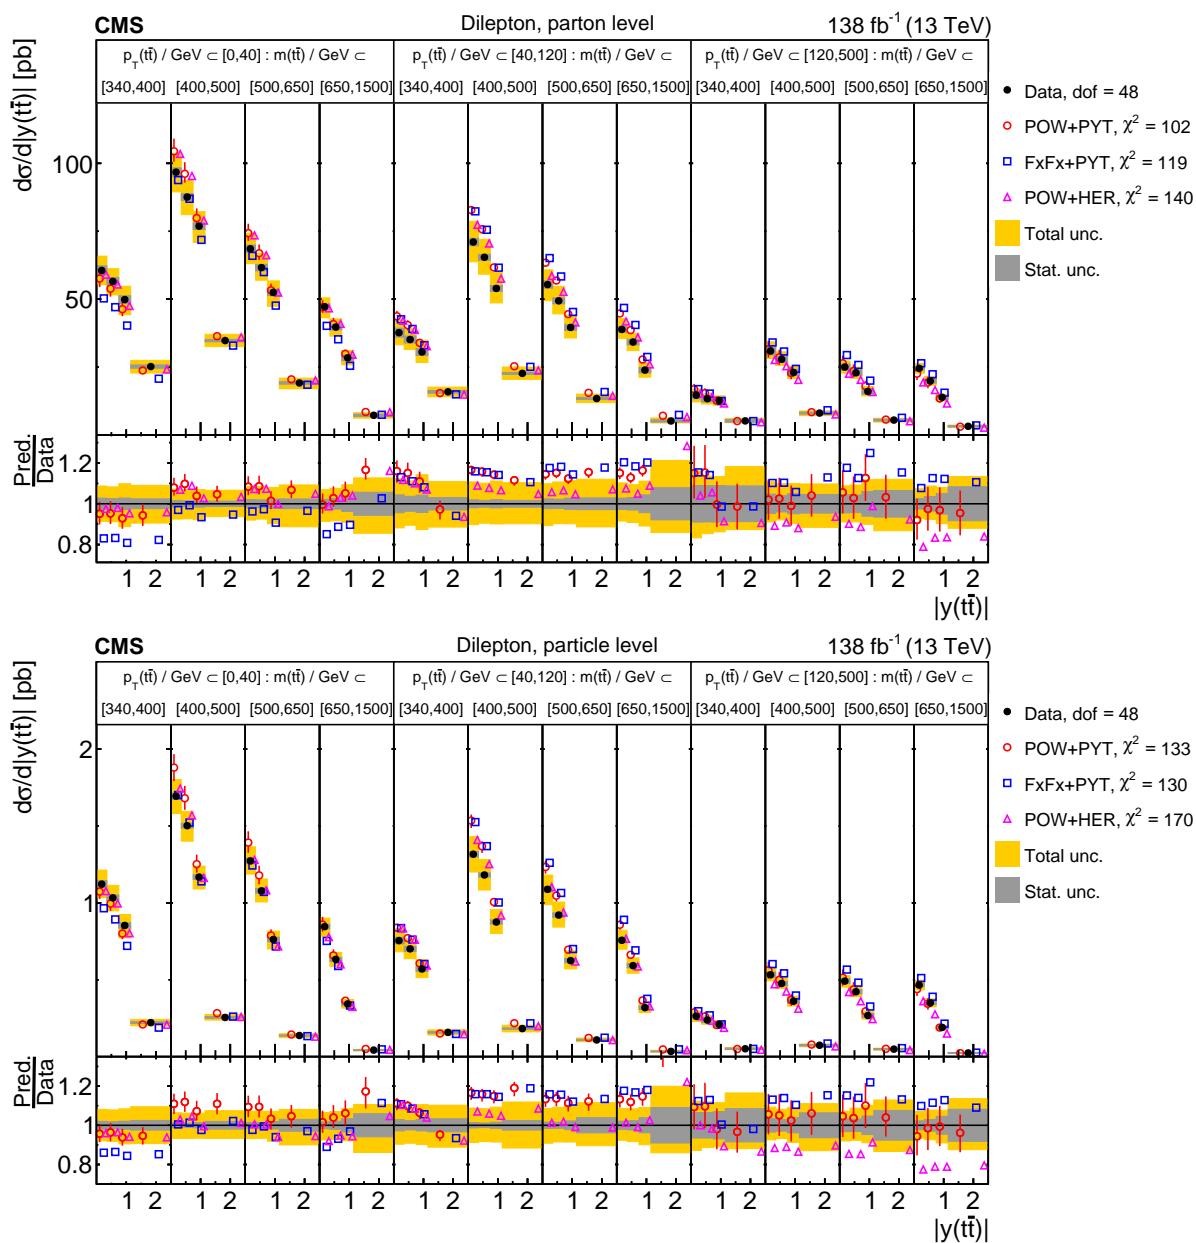 CMS Dilepton, parton level 138 fb⁻¹ (13 TeV)
p_T(tt̄) / GeV ⊂ [0,40] : m(tt̄) / GeV ⊂ p_T(tt̄) / GeV ⊂ [40,120] : m(tt̄) / GeV ⊂ p_T(tt̄) / GeV ⊂ [120,500] : m(tt̄) / GeV ⊂
[340,400] [400,500] [500,650] [650,1500] [340,400] [400,500] [500,650] [650,1500] [340,400] [400,500] [500,650] [650,1500]
dσ/d|y(tt̄)| [pb]
100
50
Data, dof = 48
POW+PYT, χ² = 102
FxFx+PYT, χ² = 119
POW+HER, χ² = 140
Total unc.
Stat. unc.
Pred
Data
1.2
1
0.8
1 2 1 2 1 2 1 2 1 2 1 2 1 2 1 2 1 2 1 2 1 2 1 2
|y(tt̄)|
CMS Dilepton, particle level 138 fb⁻¹ (13 TeV)
p_T(tt̄) / GeV ⊂ [0,40] : m(tt̄) / GeV ⊂ p_T(tt̄) / GeV ⊂ [40,120] : m(tt̄) / GeV ⊂ p_T(tt̄) / GeV ⊂ [120,500] : m(tt̄) / GeV ⊂
[340,400] [400,500] [500,650] [650,1500] [340,400] [400,500] [500,650] [650,1500] [340,400] [400,500] [500,650] [650,1500]
dσ/d|y(tt̄)| [pb]
2
1
Data, dof = 48
POW+PYT, χ² = 133
FxFx+PYT, χ² = 130
POW+HER, χ² = 170
Total unc.
Stat. unc.
Pred
Data
1.2
1
0.8
1 2 1 2 1 2 1 2 1 2 1 2 1 2 1 2 1 2 1 2 1 2 1 2
|y(tt̄)|